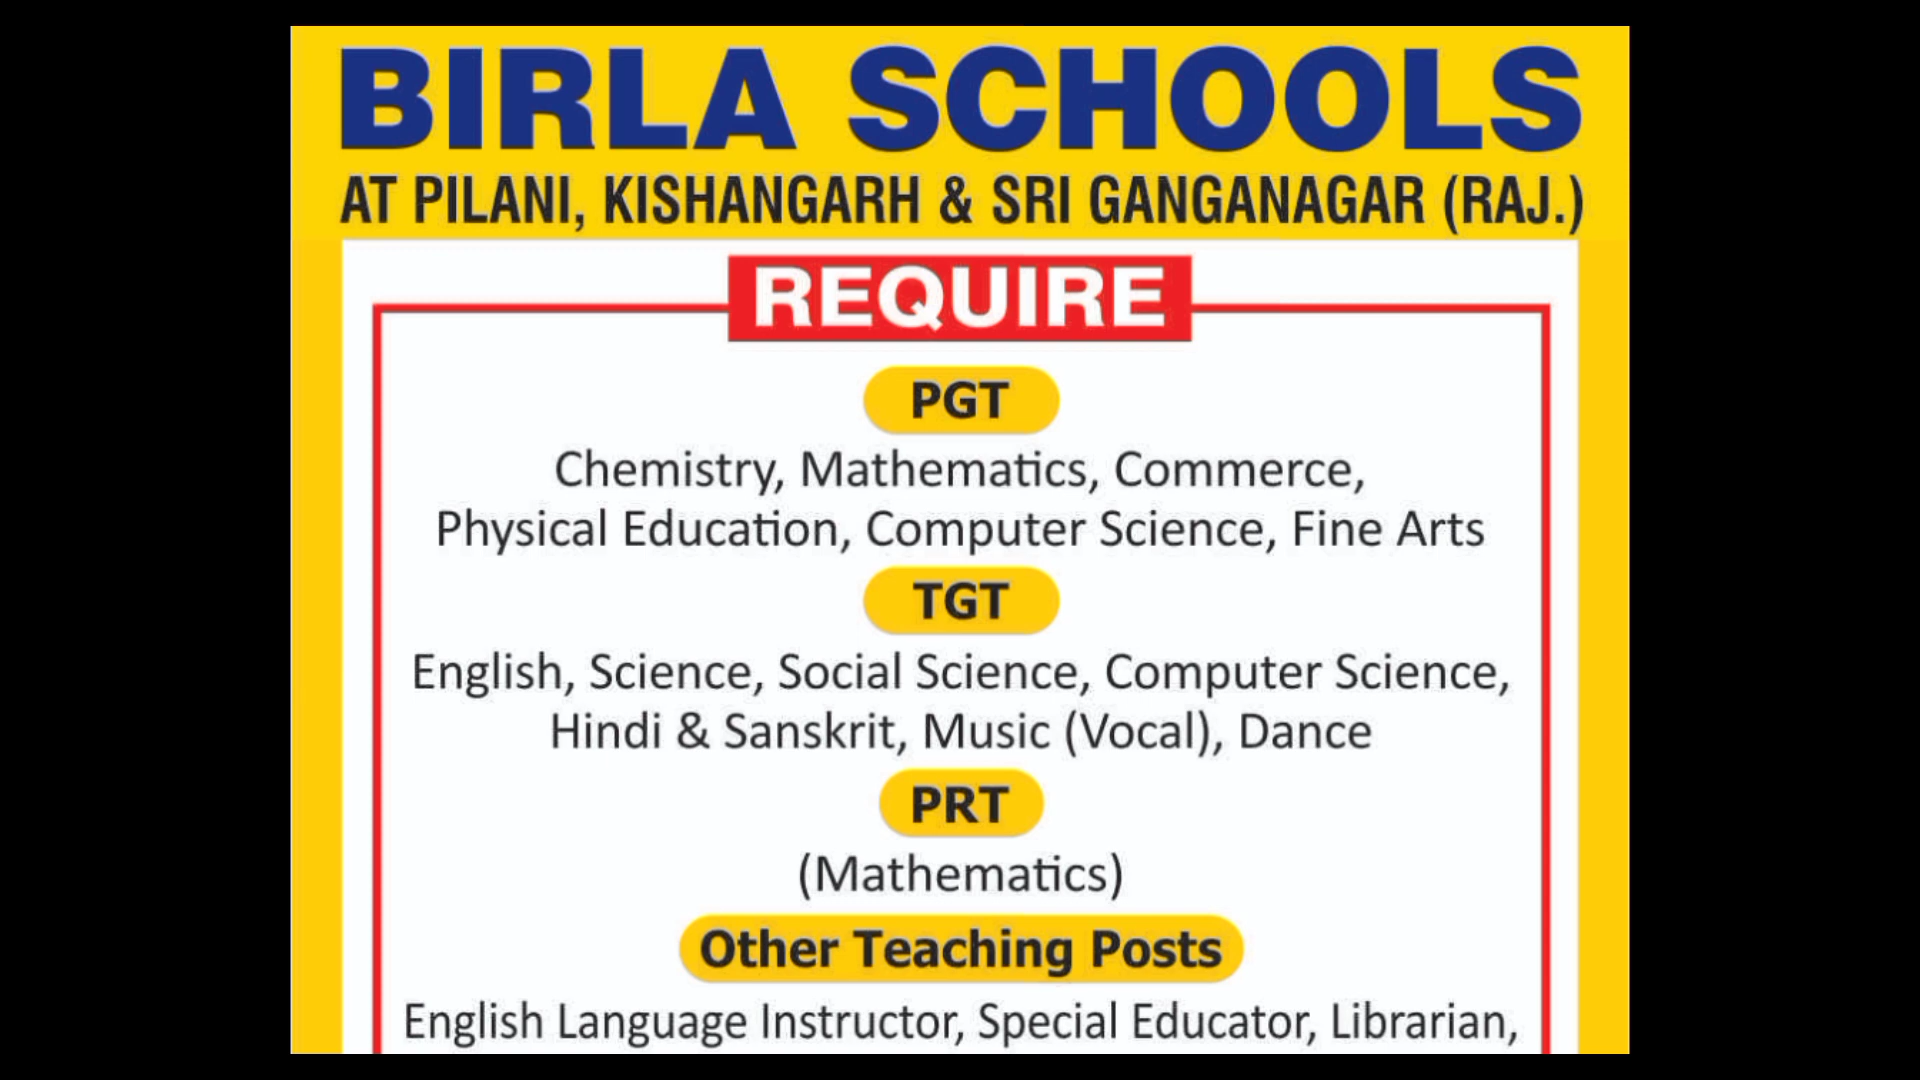 BIRLA SCHOOLS
AT PILANI, KISHANGARH & SRI GANGANAGAR (RAJ.)
REQUIRE
PGT
Chemistry, Mathematics, Commerce,
Physical Education, Computer Science, Fine Arts
TGT
English, Science, Social Science, Computer Science,
Hindi & Sanskrit, Music (Vocal), Dance
PRT
(Mathematics)
Other Teaching Posts
English Language Instructor, Special Educator, Librarian,